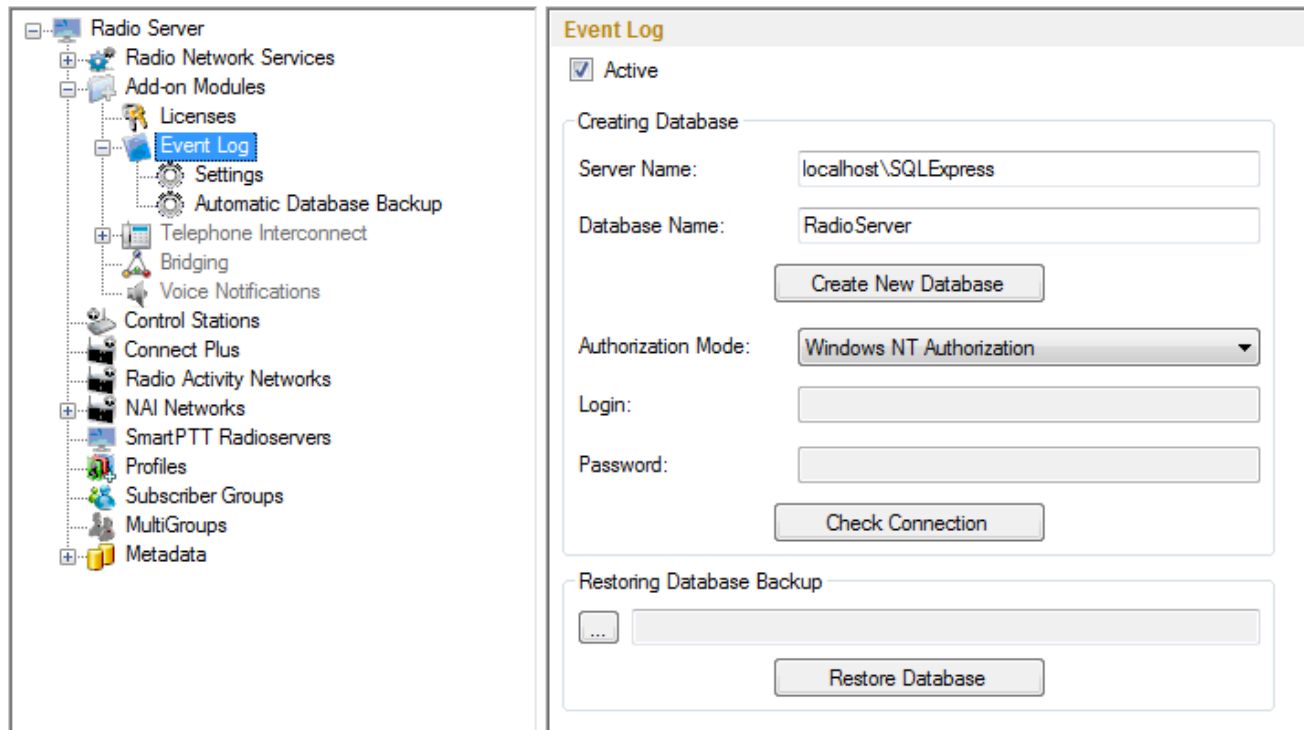 Radio Server
Radio Network Services
Add-on Modules
Licenses
Event Log
Settings
Automatic Database Backup
Telephone Interconnect
Bridging
Voice Notifications
Control Stations
Connect Plus
Radio Activity Networks
NAI Networks
SmartPTT Radioservers
Profiles
Subscriber Groups
MultiGroups
Metadata
Event Log
Active
Creating Database
Server Name: localhost\SQLExpress
Database Name: RadioServer
Create New Database
Authorization Mode: Windows NT Authorization
Login:
Password:
Check Connection
Restoring Database Backup
...
Restore Database